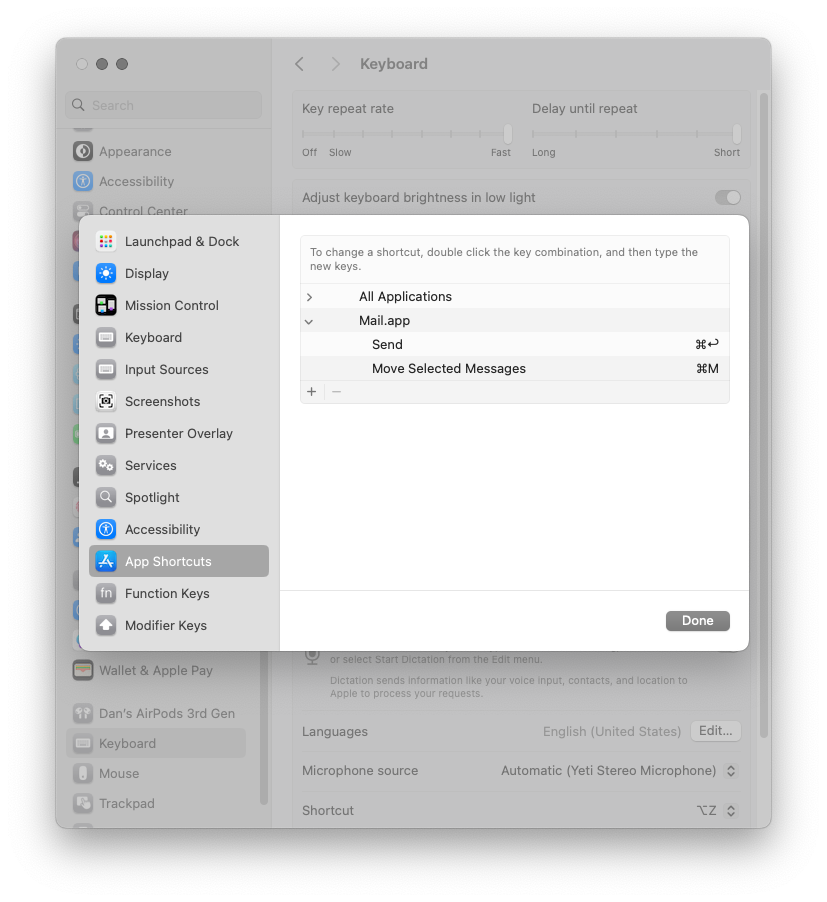 Keyboard
Search
Appearance
Accessibility
Control Center
Key repeat rate
Delay until repeat
Off Slow Fast
Long Short
Adjust keyboard brightness in low light
Launchpad & Dock
Display
Mission Control
Keyboard
Input Sources
Screenshots
Presenter Overlay
Services
Spotlight
Accessibility
App Shortcuts
fn Function Keys
Modifier Keys
To change a shortcut, double click the key combination, and then type the
new keys.
All Applications
Mail.app
Send ⌘↩
Move Selected Messages ⌘M
+ −
Done
Wallet & Apple Pay
Dan's AirPods 3rd Gen
Keyboard
Mouse
Trackpad
or select Start Dictation from the Edit menu.
Dictation sends information like your voice input, contacts, and location to
Apple to process your requests.
Languages English (United States) Edit...
Microphone source Automatic (Yeti Stereo Microphone)
Shortcut ⌥Z